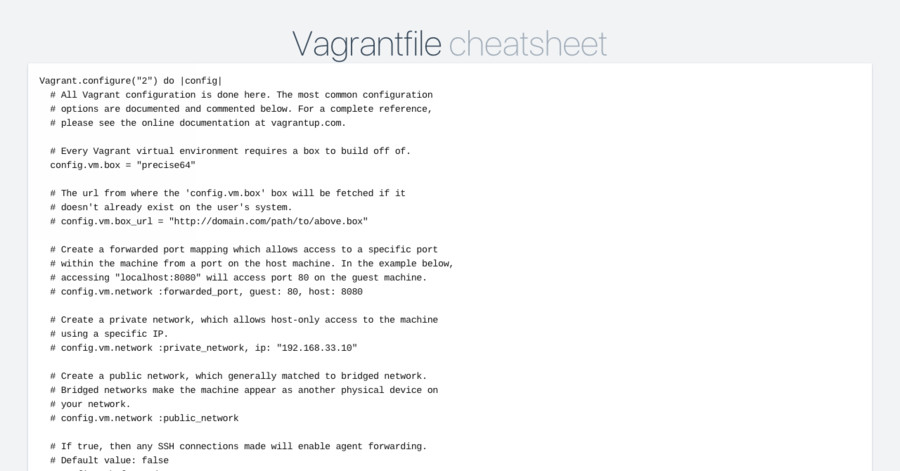 Vagrantfile cheatsheet
Vagrant.configure("2") do |config|
  # All Vagrant configuration is done here. The most common configuration
  # options are documented and commented below. For a complete reference,
  # please see the online documentation at vagrantup.com.

  # Every Vagrant virtual environment requires a box to build off of.
  config.vm.box = "precise64"

  # The url from where the 'config.vm.box' box will be fetched if it
  # doesn't already exist on the user's system.
  # config.vm.box_url = "http://domain.com/path/to/above.box"

  # Create a forwarded port mapping which allows access to a specific port
  # within the machine from a port on the host machine. In the example below,
  # accessing "localhost:8080" will access port 80 on the guest machine.
  # config.vm.network :forwarded_port, guest: 80, host: 8080

  # Create a private network, which allows host-only access to the machine
  # using a specific IP.
  # config.vm.network :private_network, ip: "192.168.33.10"

  # Create a public network, which generally matched to bridged network.
  # Bridged networks make the machine appear as another physical device on
  # your network.
  # config.vm.network :public_network

  # If true, then any SSH connections made will enable agent forwarding.
  # Default value: false